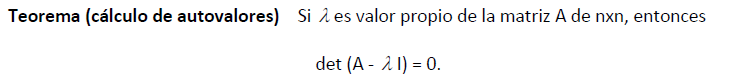 Teorema (cálculo de autovalores) Si λ es valor propio de la matriz A de nxn, entonces
det (A - λ I) = 0.